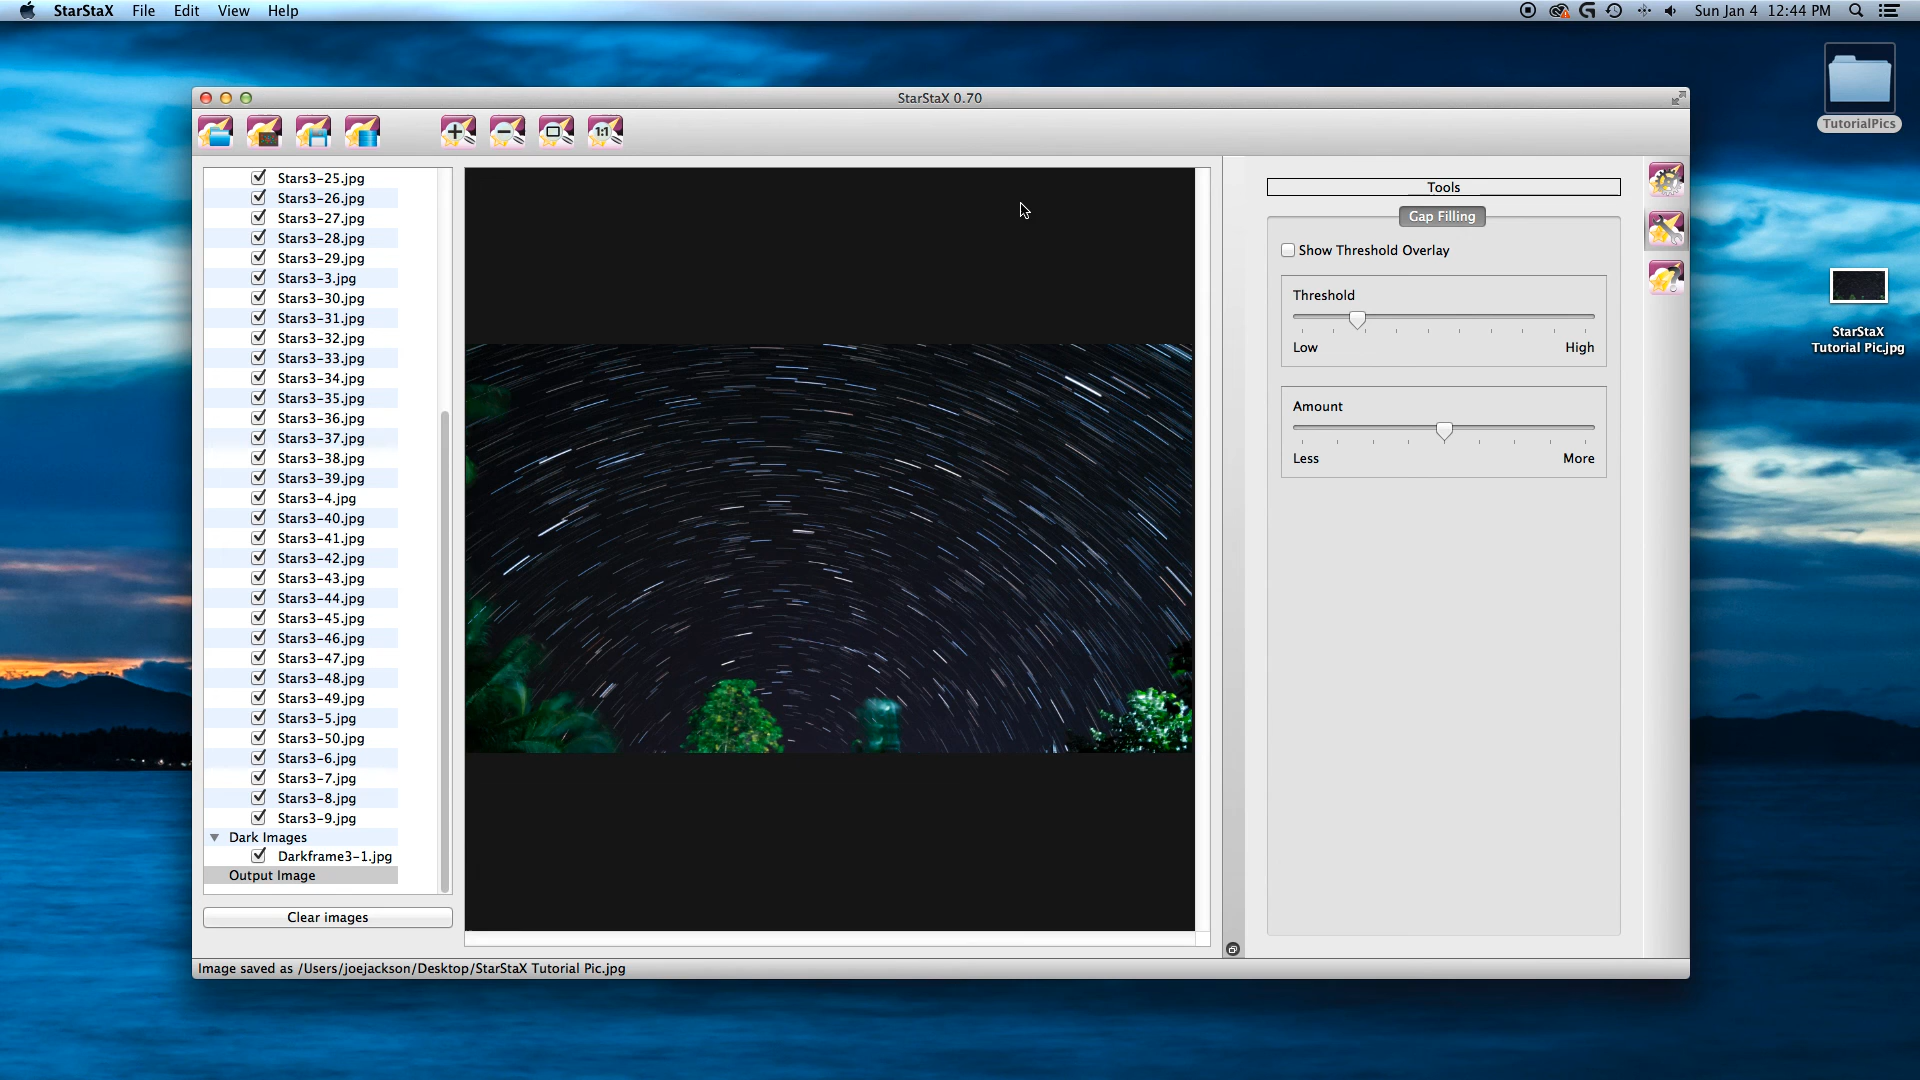 StarStaX File Edit View Help
Sun Jan 4 12:44 PM
StarStaX 0.70
1:1
Stars3-25.jpg
Stars3-26.jpg
Stars3-27.jpg
Stars3-28.jpg
Stars3-29.jpg
Stars3-3.jpg
Stars3-30.jpg
Stars3-31.jpg
Stars3-32.jpg
Stars3-33.jpg
Stars3-34.jpg
Stars3-35.jpg
Stars3-36.jpg
Stars3-37.jpg
Stars3-38.jpg
Stars3-39.jpg
Stars3-4.jpg
Stars3-40.jpg
Stars3-41.jpg
Stars3-42.jpg
Stars3-43.jpg
Stars3-44.jpg
Stars3-45.jpg
Stars3-46.jpg
Stars3-47.jpg
Stars3-48.jpg
Stars3-49.jpg
Stars3-5.jpg
Stars3-50.jpg
Stars3-6.jpg
Stars3-7.jpg
Stars3-8.jpg
Stars3-9.jpg
Dark Images
Darkframe3-1.jpg
Output Image
Clear images
Image saved as /Users/joejackson/Desktop/StarStaX Tutorial Pic.jpg
Tools
Gap Filling
Show Threshold Overlay
Threshold
Low High
Amount
Less More
TutorialPics
StarStaX
Tutorial Pic.jpg